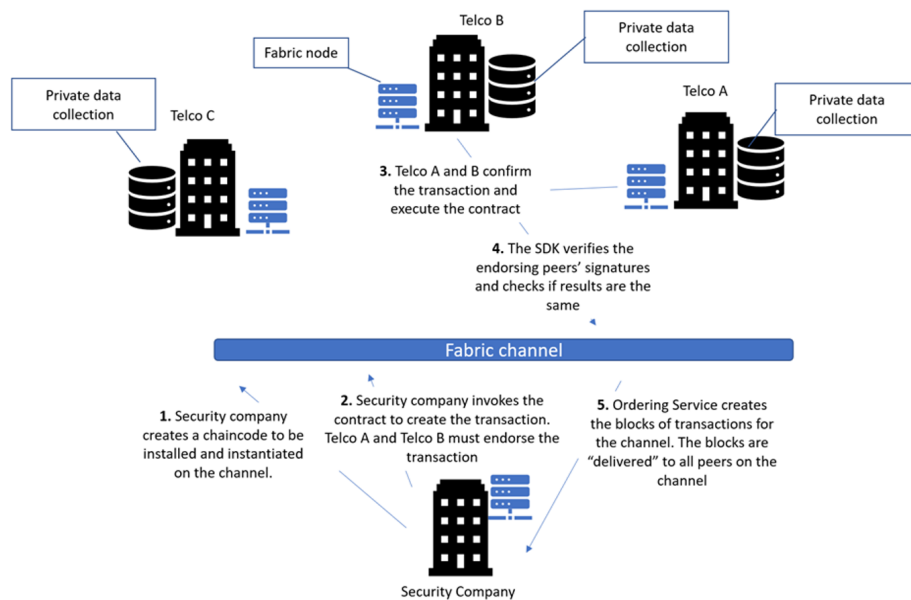 Telco B
Fabric node
Private data
collection
Private data
collection
Telco C
Telco A
Private data
collection
3. Telco A and B confirm
the transaction and
execute the contract
4. The SDK verifies the
endorsing peers’ signatures
and checks if results are the
same
Fabric channel
1. Security company
creates a chaincode to be
installed and instantiated
on the channel.
2. Security company invokes the
contract to create the transaction.
Telco A and Telco B must endorse the
transaction
5. Ordering Service creates
the blocks of transactions for
the channel. The blocks are
“delivered” to all peers on the
channel
Security Company